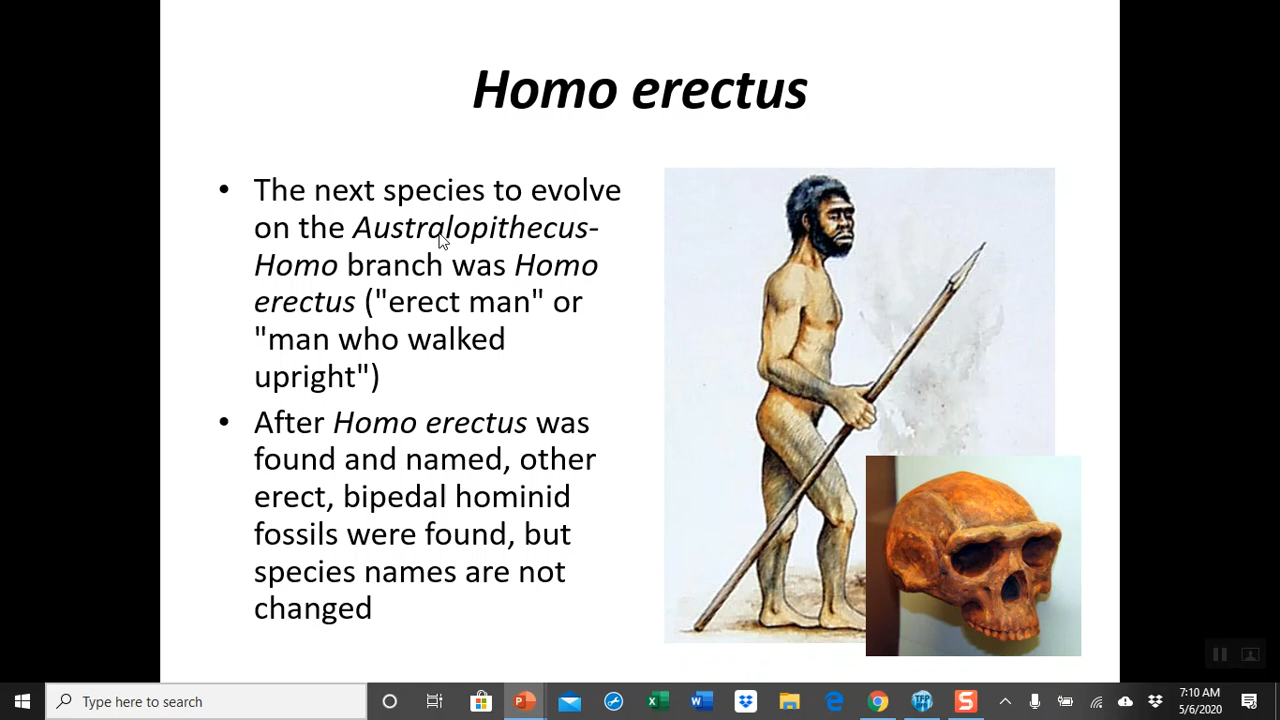 Homo erectus
• The next species to evolve
on the Australopithecus-
Homo branch was Homo
erectus ("erect man" or
"man who walked
upright")
• After Homo erectus was
found and named, other
erect, bipedal hominid
fossils were found, but
species names are not
changed
Type here to search
7:10 AM
5/6/2020